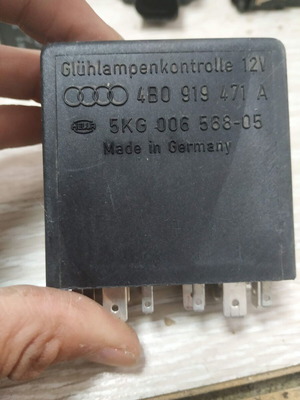 Glühlampenkontrolle 12V
4B0 919 471 A
HELLA 5KG 006 568-05
Made in Germany